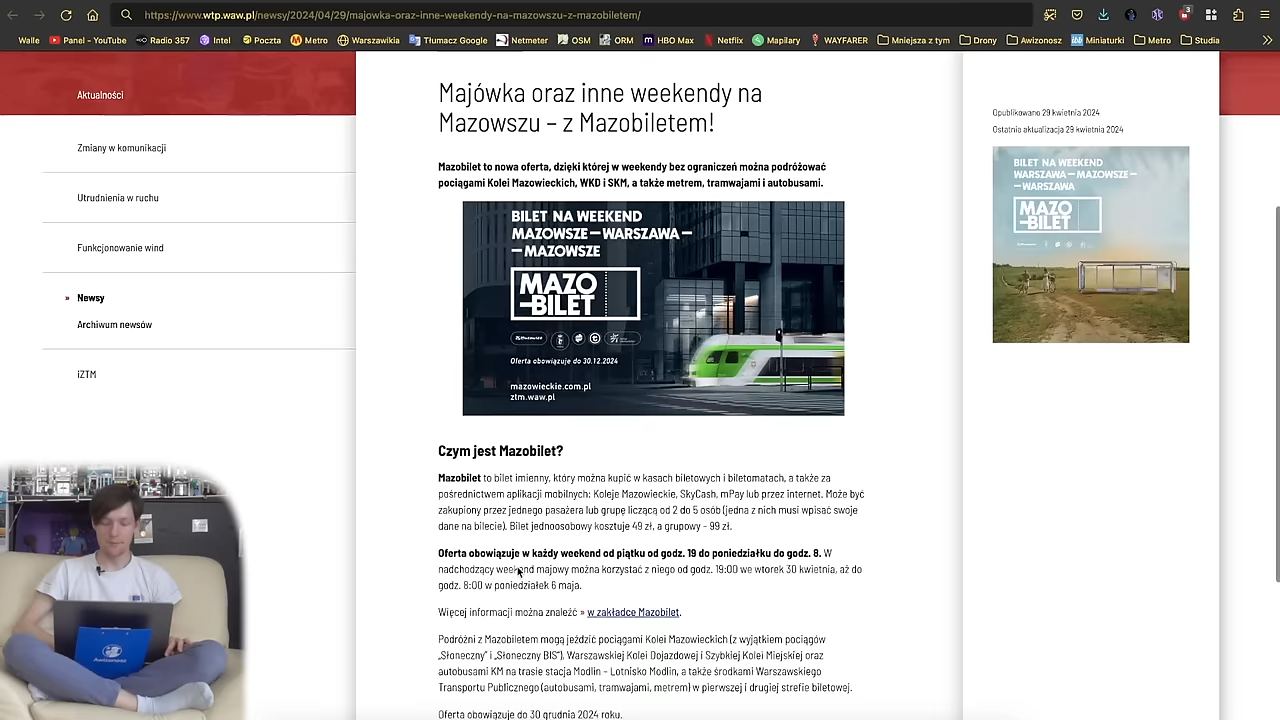 https://www.wtp.waw.pl/newsy/2024/04/29/majowka-oraz-inne-weekendy-na-mazowszu-z-mazobiletem/
3
Walle
Panel - YouTube
Radio 357
Intel
Poczta
Metro
Warszawikia
Tłumacz Google
Netmeter
OSM
ORM
HBO Max
Netflix
Mapilary
WAYFARER
Mniejsza z tym
Drony
Awizonosz
Miniaturki
Metro
Studia
Aktualności
Zmiany w komunikacji
Utrudnienia w ruchu
Funkcjonowanie wind
» Newsy
Archiwum newsów
iZTM
Majówka oraz inne weekendy na
Mazowszu – z Mazobiletem!
Mazobilet to nowa oferta, dzięki której w weekendy bez ograniczeń można podróżować
pociągami Kolei Mazowieckich, WKD i SKM, a także metrem, tramwajami i autobusami.
BILET NA WEEKEND
MAZOWSZE — WARSZAWA —
— MAZOWSZE
MAZO
-BILET
Oferta obowiązuje do 30.12.2024
mazowieckie.com.pl
ztm.waw.pl
Czym jest Mazobilet?
Mazobilet to bilet imienny, który można kupić w kasach biletowych i biletomatach, a także za
pośrednictwem aplikacji mobilnych: Koleje Mazowieckie, SkyCash, mPay lub przez internet. Może być
zakupiony przez jednego pasażera lub grupę liczącą od 2 do 5 osób (jedna z nich musi wpisać swoje
dane na bilecie). Bilet jednoosobowy kosztuje 49 zł, a grupowy – 99 zł.
Oferta obowiązuje w każdy weekend od piątku od godz. 19 do poniedziałku do godz. 8. W
nadchodzący weekend majowy można korzystać z niego od godz. 19:00 we wtorek 30 kwietnia, aż do
godz. 8:00 w poniedziałek 6 maja.
Więcej informacji można znaleźć » w zakładce Mazobilet.
Podróżni z Mazobiletem mogą jeździć pociągami Kolei Mazowieckich (z wyjątkiem pociągów
„Słoneczny” i „Słoneczny BIS”), Warszawskiej Kolei Dojazdowej i Szybkiej Kolei Miejskiej oraz
autobusami KM na trasie stacja Modlin – Lotnisko Modlin, a także środkami Warszawskiego
Transportu Publicznego (autobusami, tramwajami, metrem) w pierwszej i drugiej strefie biletowej.
Oferta obowiązuje do 30 grudnia 2024 roku.
Opublikowano 29 kwietnia 2024
Ostatnia aktualizacja 29 kwietnia 2024
BILET NA WEEKEND
WARSZAWA — MAZOWSZE —
— WARSZAWA
MAZO
-BILET
Awizonosz